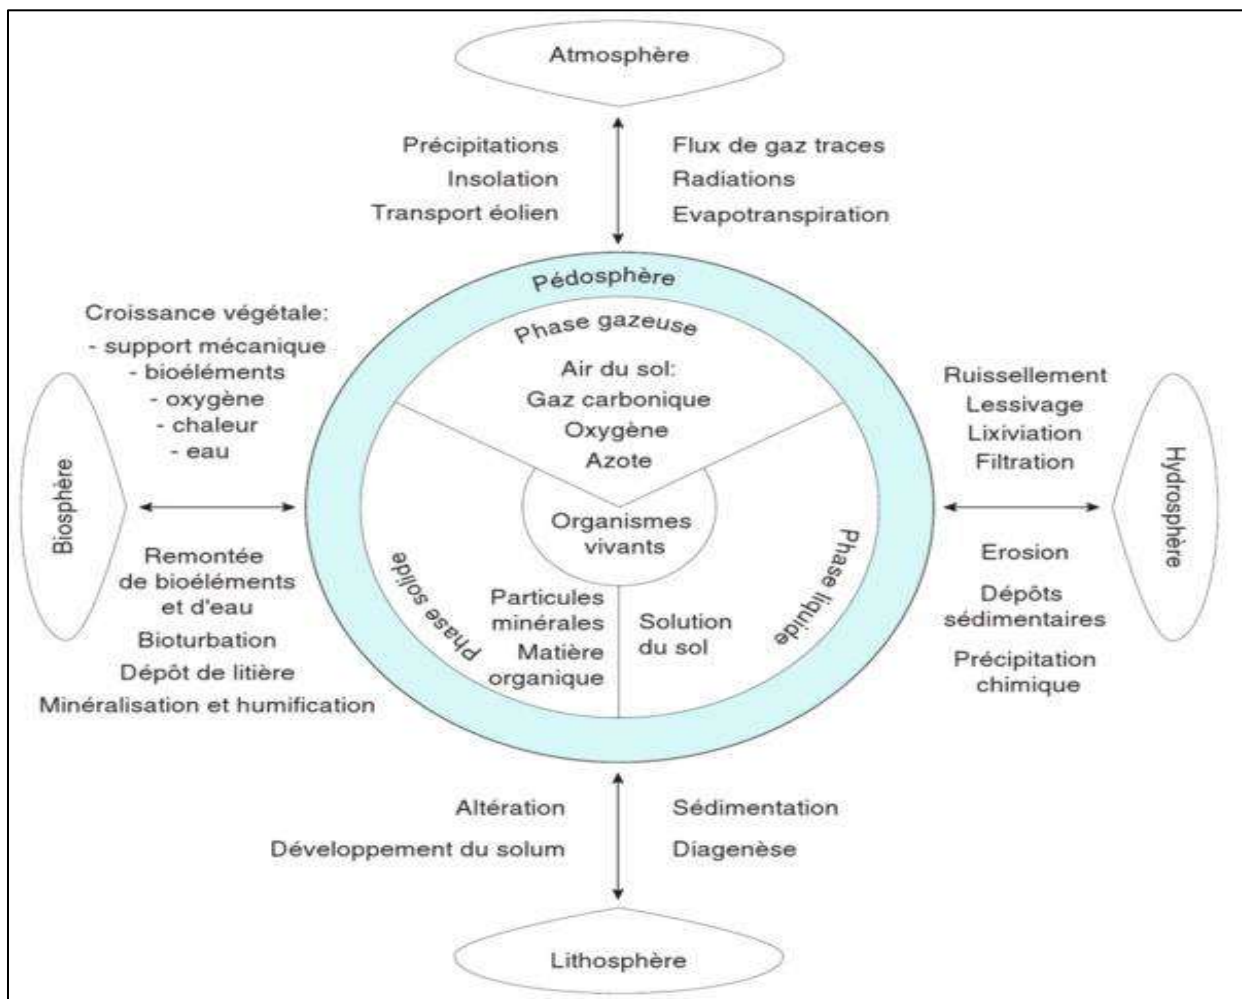 Atmosphère
Précipitations
Insolation
Transport éolien
Flux de gaz traces
Radiations
Evapotranspiration
Pédosphère
Phase gazeuse
Air du sol:
Gaz carbonique
Oxygène
Azote
Croissance végétale:
- support mécanique
- bioéléments
- oxygène
- chaleur
- eau
Biosphère
Remontée
de bioéléments
et d'eau
Bioturbation
Dépôt de litière
Minéralisation et humification
Organismes
vivants
Phase solide
Particules
minérales
Matière
organique
Solution
du sol
Phase liquide
Ruissellement
Lessivage
Lixiviation
Filtration
Hydrosphère
Erosion
Dépôts
sédimentaires
Précipitation
chimique
Altération
Développement du solum
Sédimentation
Diagenèse
Lithosphère